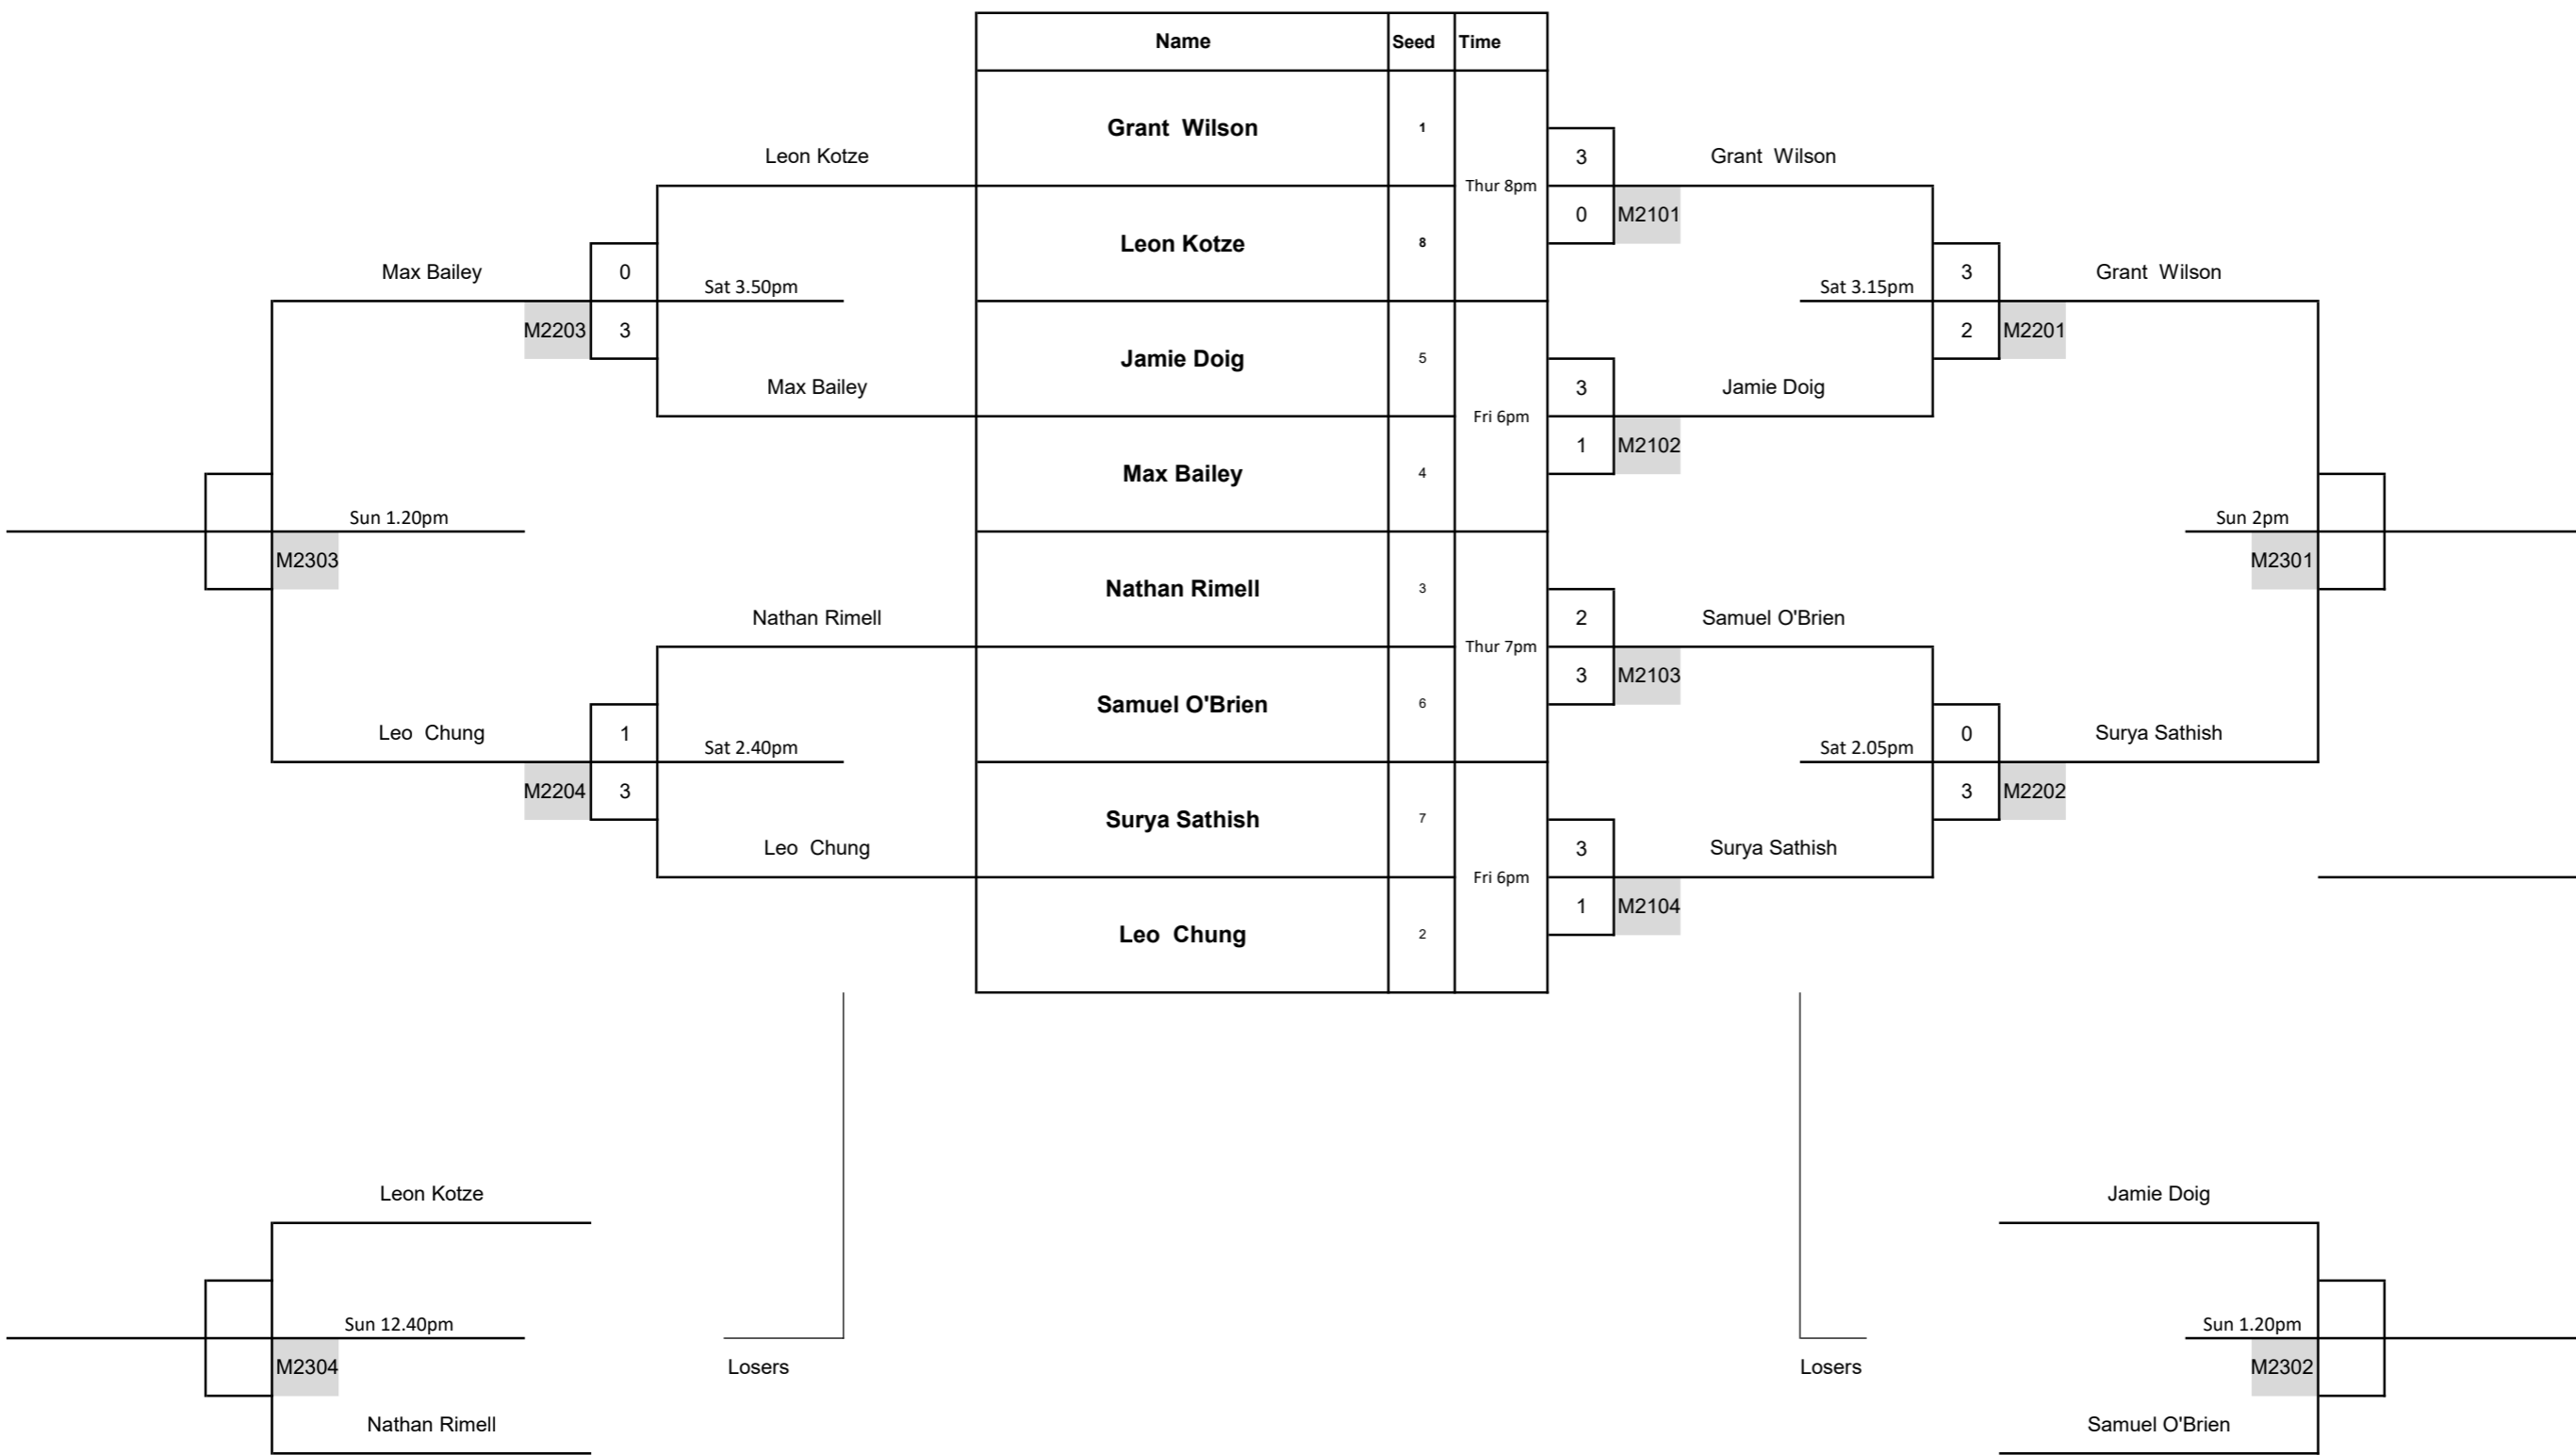 Name Seed Time
Grant  Wilson 1
Leon Kotze 3 Grant  Wilson
Thur 8pm
0 M2101
Leon Kotze 8
Max Bailey 0 3 Grant  Wilson
Sat 3.50pm Sat 3.15pm
M2203 3 2 M2201
Jamie Doig 5
Max Bailey 3 Jamie Doig
Fri 6pm
1 M2102
Max Bailey 4
Sun 1.20pm Sun 2pm
M2303 M2301
Nathan Rimell 3
Nathan Rimell 2 Samuel O'Brien
Thur 7pm
3 M2103
Samuel O'Brien 6
Leo  Chung 1 0 Surya Sathish
Sat 2.40pm Sat 2.05pm
M2204 3 3 M2202
Surya Sathish 7
Leo  Chung 3 Surya Sathish
Fri 6pm
1 M2104
Leo  Chung 2
Leon Kotze Jamie Doig
Sun 12.40pm Sun 1.20pm
M2304 Losers Losers M2302
Nathan Rimell Samuel O'Brien